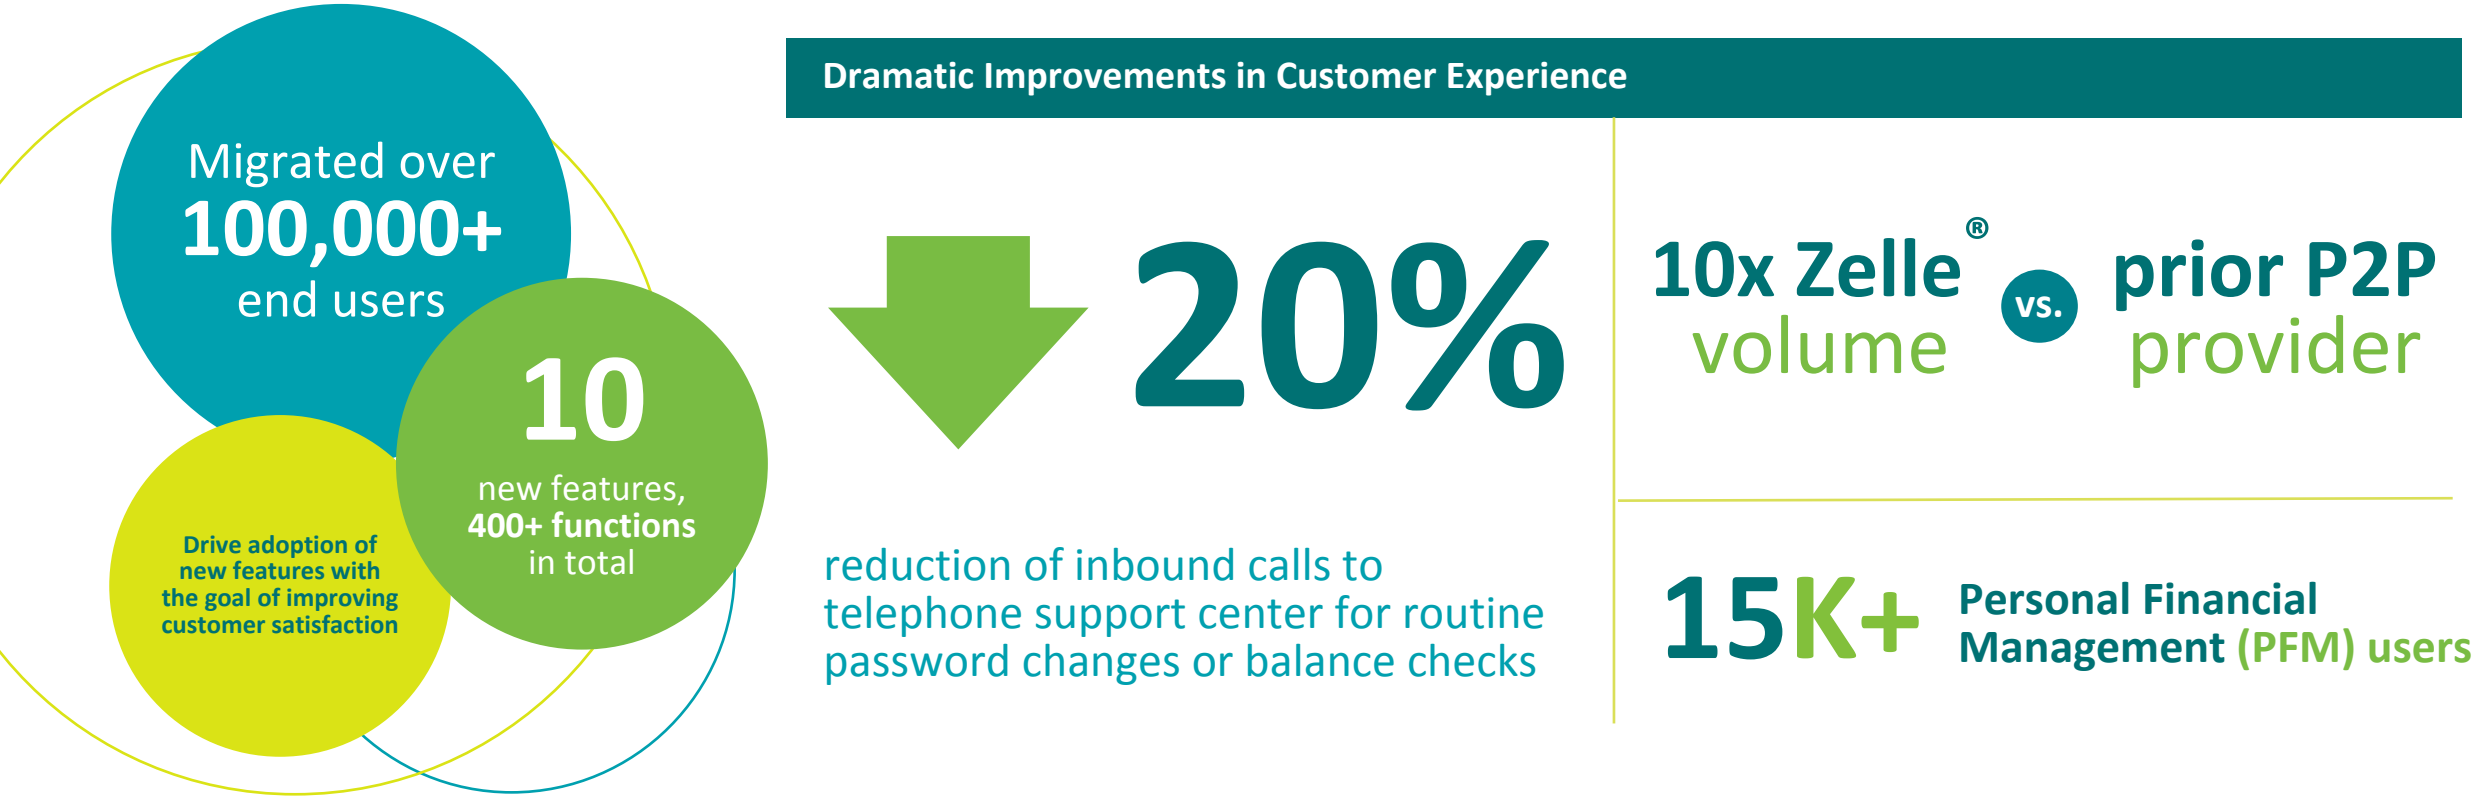 Migrated over
100,000+
end users
10
new features,
400+ functions
in total
Drive adoption of
new features with
the goal of improving
customer satisfaction
Dramatic Improvements in Customer Experience
20%
reduction of inbound calls to
telephone support center for routine
password changes or balance checks
10x Zelle®
volume
vs.
prior P2P
provider
15K+
Personal Financial
Management (PFM) users